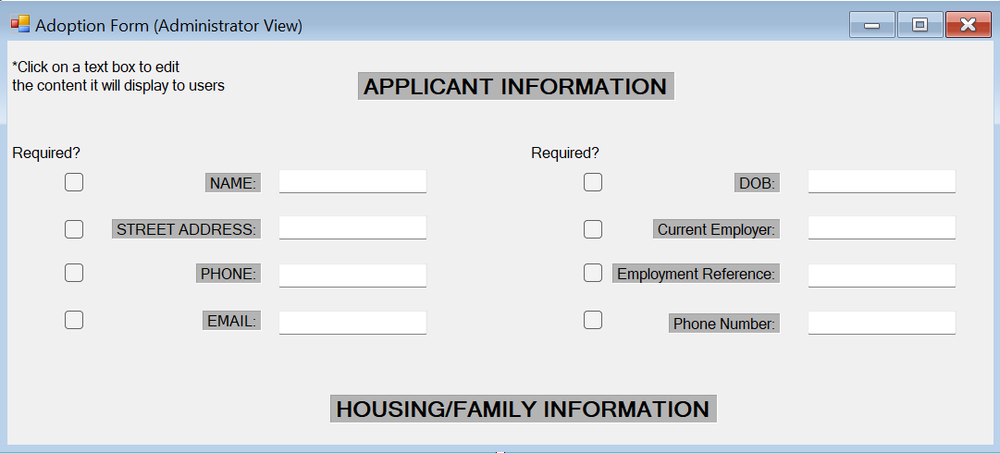 Adoption Form (Administrator View)
*Click on a text box to edit
the content it will display to users
APPLICANT INFORMATION
Required?
Required?
NAME:
DOB:
STREET ADDRESS:
Current Employer:
PHONE:
Employment Reference:
EMAIL:
Phone Number:
HOUSING/FAMILY INFORMATION